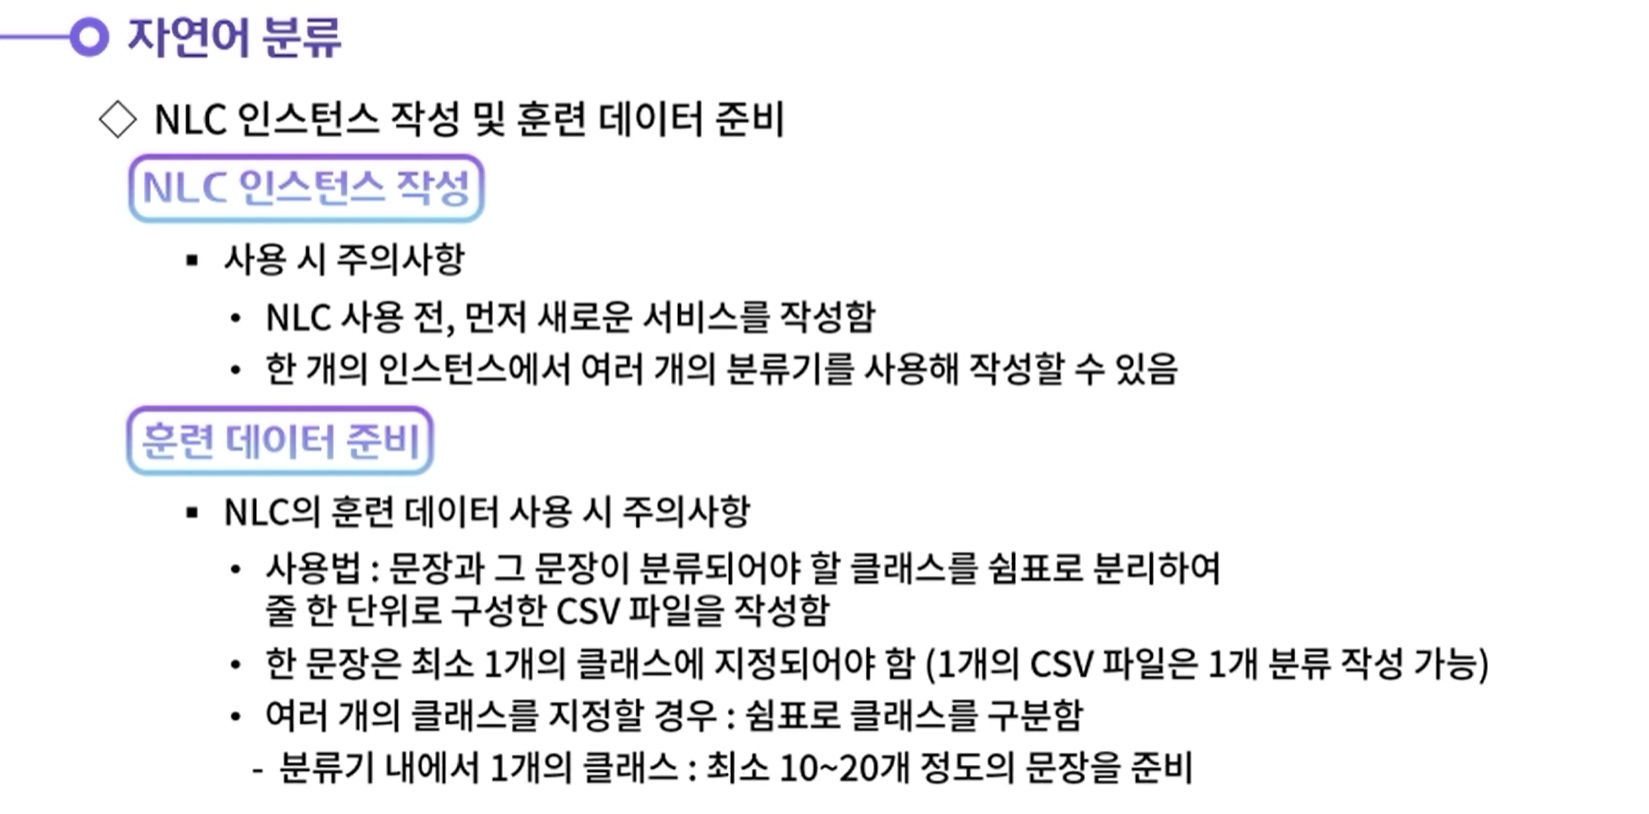 자연어 분류
◇ NLC 인스턴스 작성 및 훈련 데이터 준비
NLC 인스턴스 작성
▪ 사용 시 주의사항
• NLC 사용 전, 먼저 새로운 서비스를 작성함
• 한 개의 인스턴스에서 여러 개의 분류기를 사용해 작성할 수 있음
훈련 데이터 준비
▪ NLC의 훈련 데이터 사용 시 주의사항
• 사용법 : 문장과 그 문장이 분류되어야 할 클래스를 쉼표로 분리하여
줄 한 단위로 구성한 CSV 파일을 작성함
• 한 문장은 최소 1개의 클래스에 지정되어야 함 (1개의 CSV 파일은 1개 분류 작성 가능)
• 여러 개의 클래스를 지정할 경우 : 쉼표로 클래스를 구분함
- 분류기 내에서 1개의 클래스 : 최소 10~20개 정도의 문장을 준비